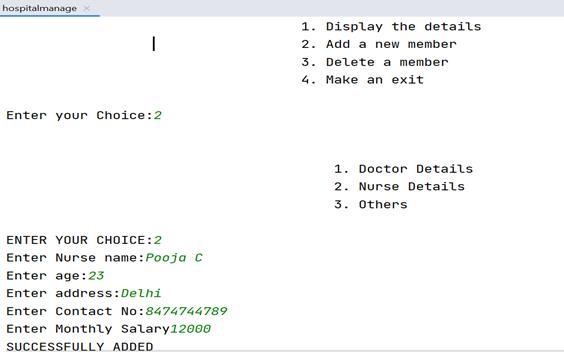 hospitalmanage
1. Display the details
2. Add a new member
3. Delete a member
4. Make an exit
Enter your Choice:2
1. Doctor Details
2. Nurse Details
3. Others
ENTER YOUR CHOICE:2
Enter Nurse name:Pooja C
Enter age:23
Enter address:Delhi
Enter Contact No:8474744789
Enter Monthly Salary12000
SUCCESSFULLY ADDED